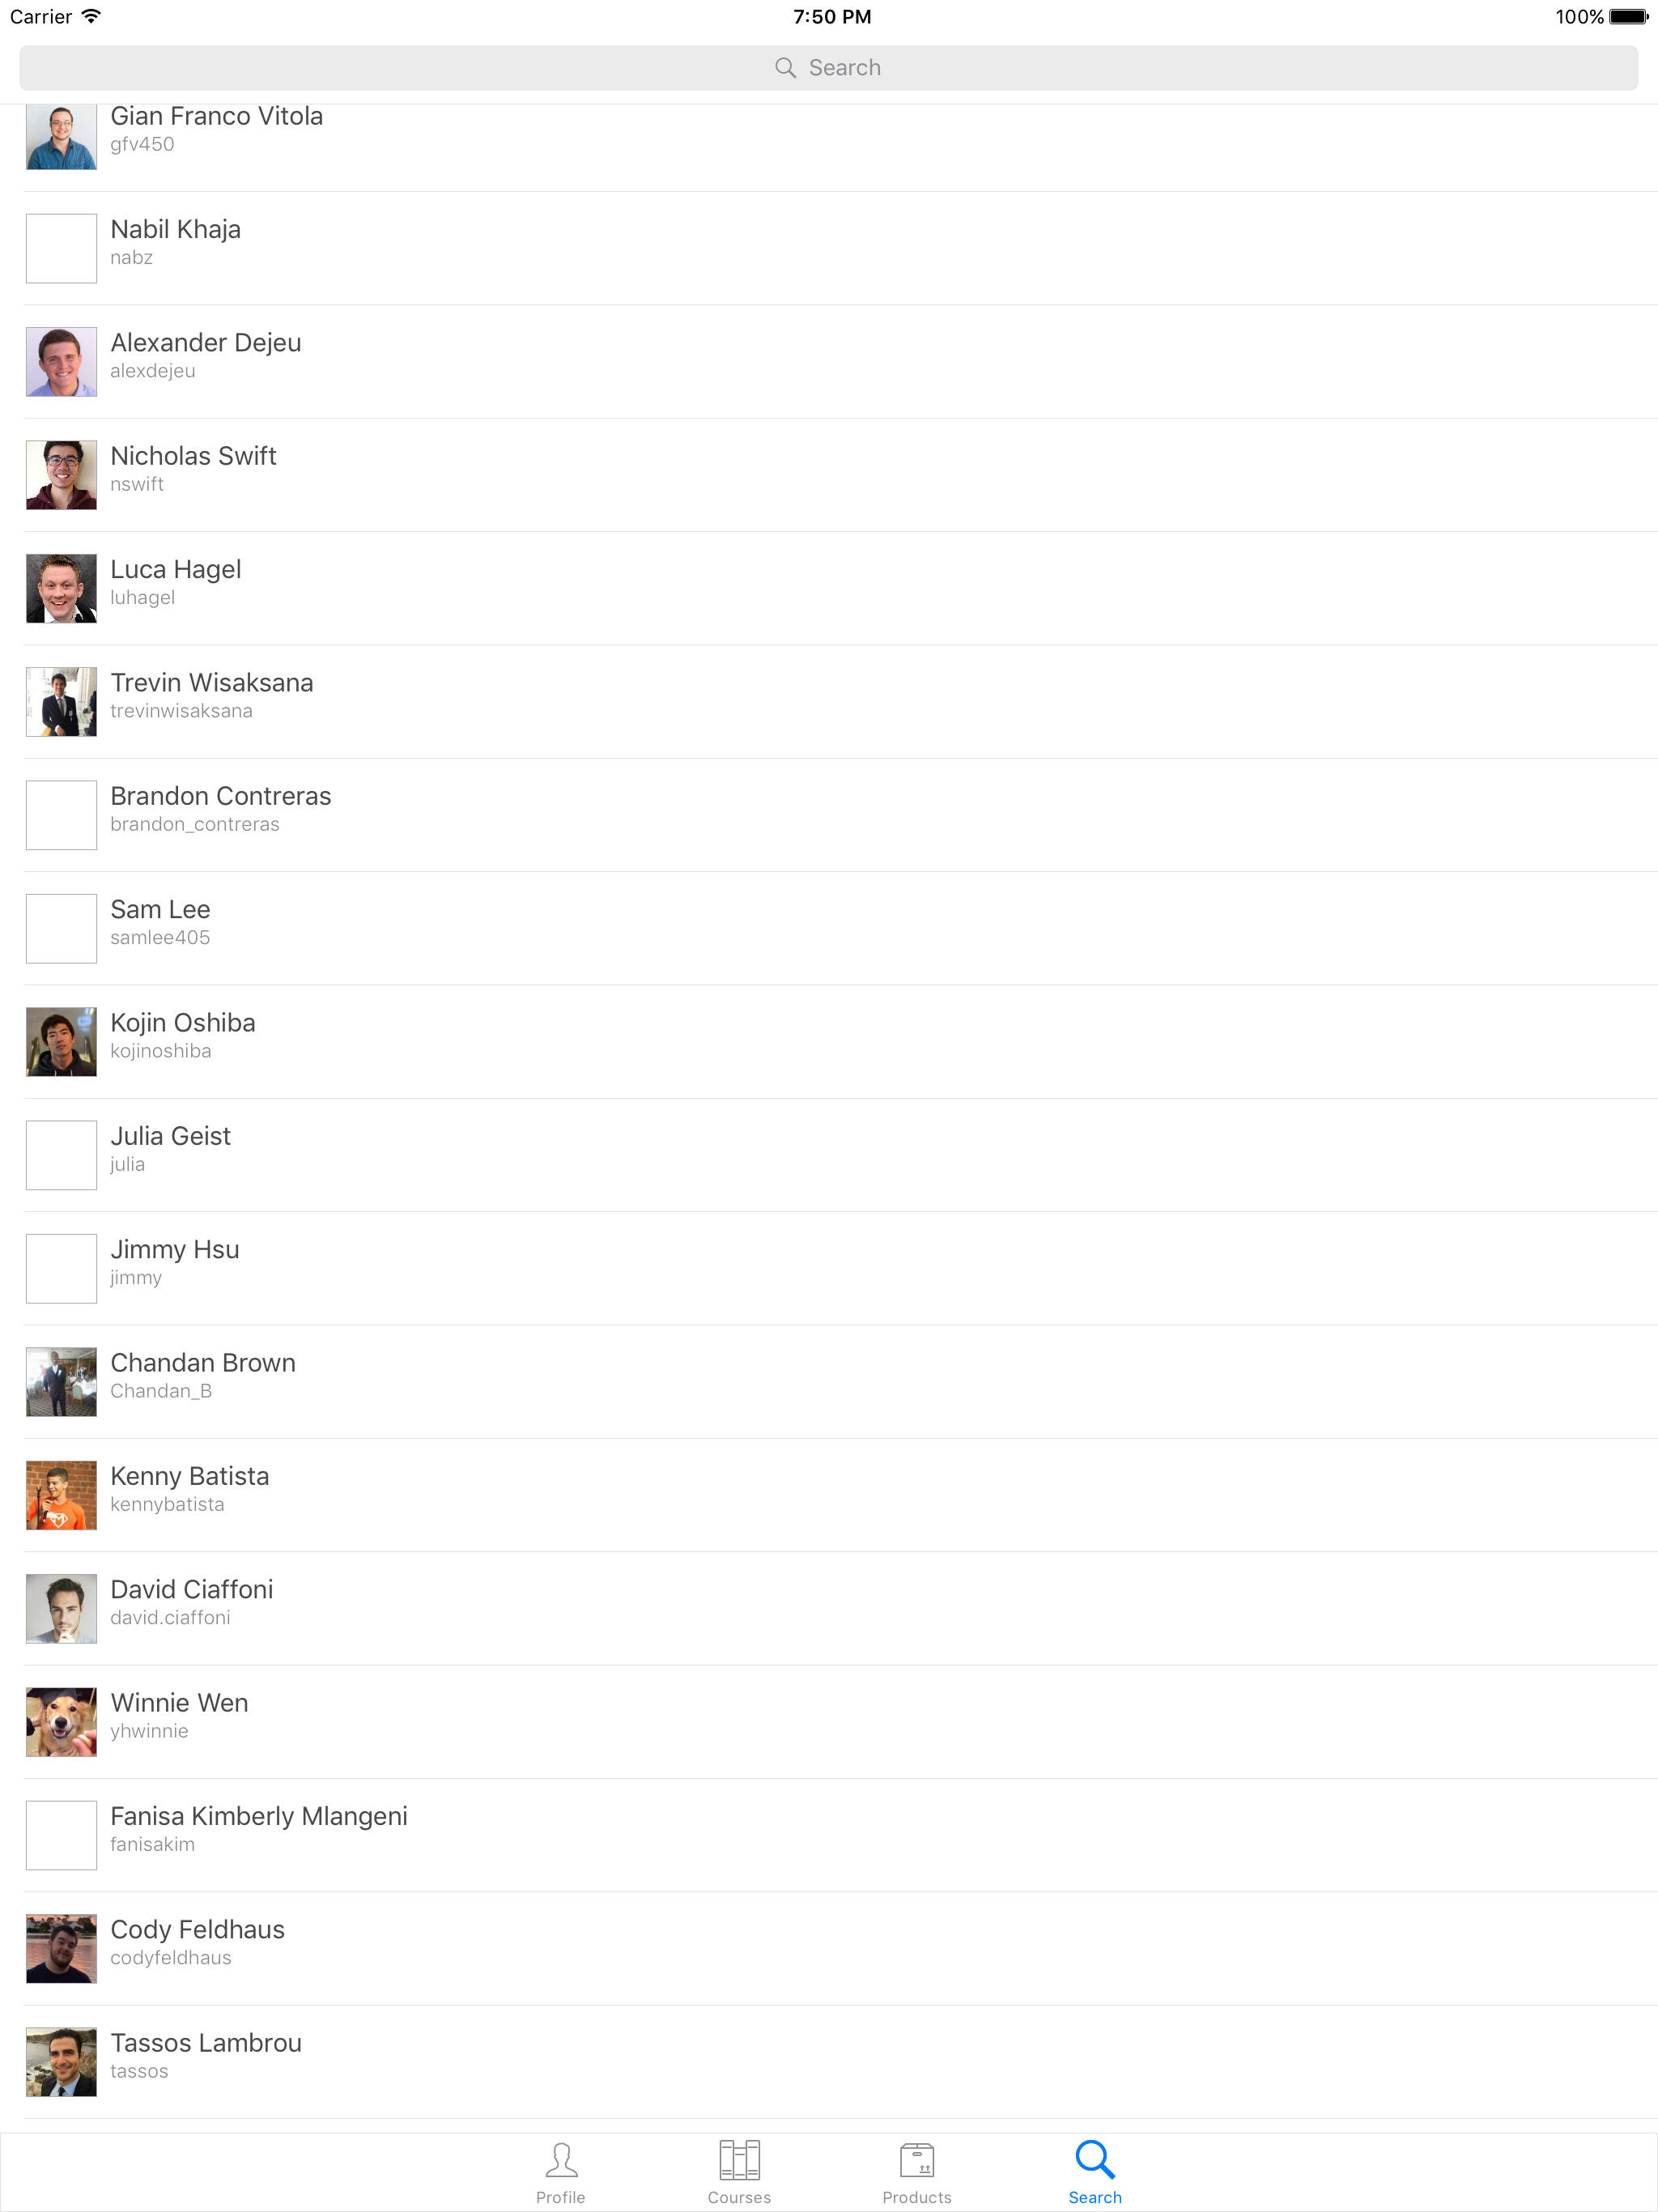 Carrier 7:50 PM 100%
Search
Gian Franco Vitola
gfv450
Nabil Khaja
nabz
Alexander Dejeu
alexdejeu
Nicholas Swift
nswift
Luca Hagel
luhagel
Trevin Wisaksana
trevinwisaksana
Brandon Contreras
brandon_contreras
Sam Lee
samlee405
Kojin Oshiba
kojinoshiba
Julia Geist
julia
Jimmy Hsu
jimmy
Chandan Brown
Chandan_B
Kenny Batista
kennybatista
David Ciaffoni
david.ciaffoni
Winnie Wen
yhwinnie
Fanisa Kimberly Mlangeni
fanisakim
Cody Feldhaus
codyfeldhaus
Tassos Lambrou
tassos
Profile Courses Products Search